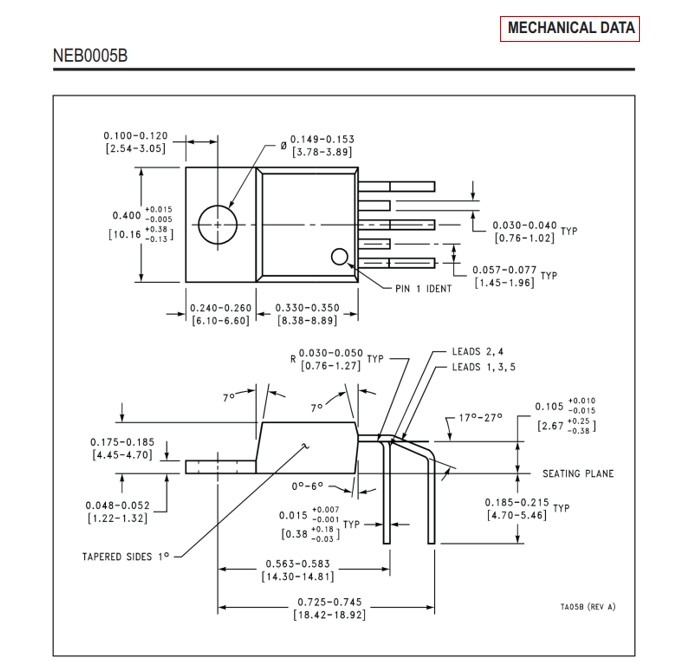 MECHANICAL DATA
NEB0005B
0.100–0.120
[2.54–3.05]
Ø 0.149–0.153
[3.78–3.89]
0.400 +0.015 -0.005
[10.16 +0.38 -0.13 ]
0.030–0.040 TYP
[0.76–1.02]
0.057–0.077 TYP
[1.45–1.96]
PIN 1 IDENT
0.240–0.260
[6.10–6.60]
0.330–0.350
[8.38–8.89]
R 0.030–0.050 TYP
[0.76–1.27]
LEADS 2,4
LEADS 1,3,5
7°
7°
17°–27°
0.105 +0.010 -0.015
[2.67 +0.25 -0.38 ]
0.175–0.185
[4.45–4.70]
SEATING PLANE
0°–6°
0.048–0.052
[1.22–1.32]
0.015 +0.007 -0.001 TYP
[0.38 +0.18 -0.03 ]
0.185–0.215 TYP
[4.70–5.46]
TAPERED SIDES 1°
0.563–0.583
[14.30–14.81]
0.725–0.745
[18.42–18.92]
TA05B (REV A)